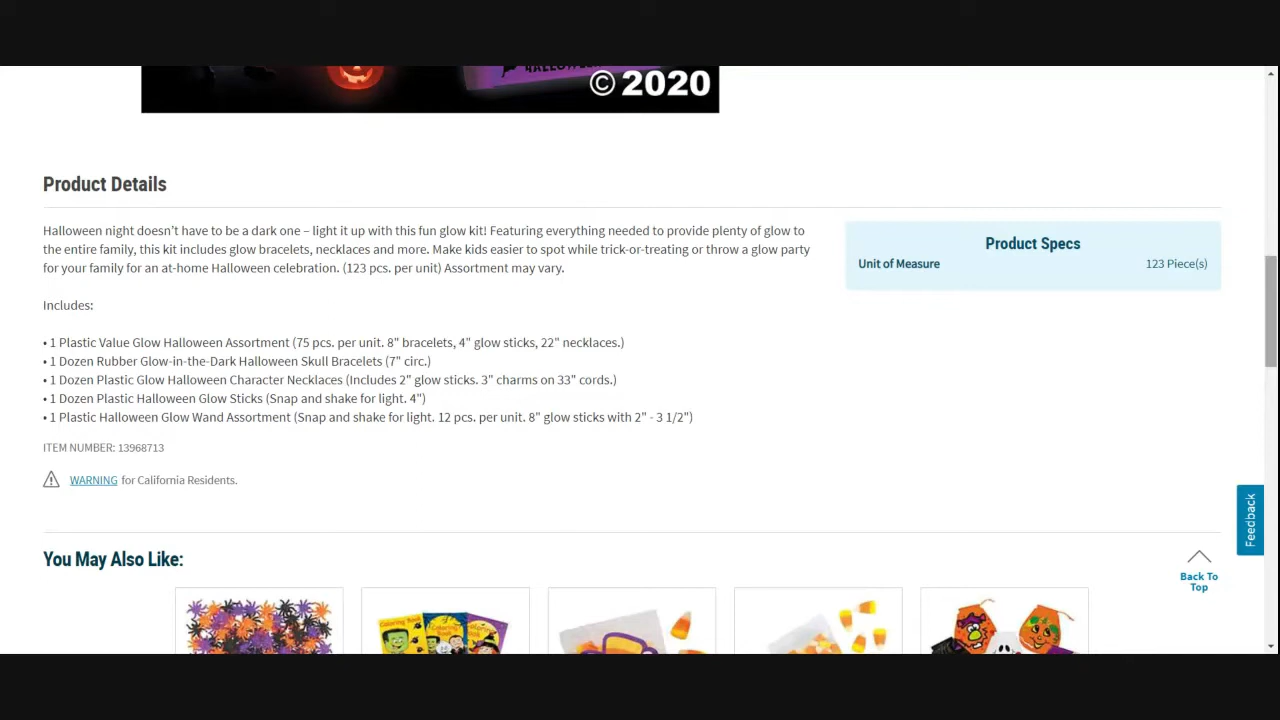 HALLOWEEN
© 2020
Product Details
Halloween night doesn’t have to be a dark one – light it up with this fun glow kit! Featuring everything needed to provide plenty of glow to
the entire family, this kit includes glow bracelets, necklaces and more. Make kids easier to spot while trick-or-treating or throw a glow party
for your family for an at-home Halloween celebration. (123 pcs. per unit) Assortment may vary.
Product Specs
Unit of Measure 123 Piece(s)
Includes:
• 1 Plastic Value Glow Halloween Assortment (75 pcs. per unit. 8" bracelets, 4" glow sticks, 22" necklaces.)
• 1 Dozen Rubber Glow-in-the-Dark Halloween Skull Bracelets (7" circ.)
• 1 Dozen Plastic Glow Halloween Character Necklaces (Includes 2" glow sticks. 3" charms on 33" cords.)
• 1 Dozen Plastic Halloween Glow Sticks (Snap and shake for light. 4")
• 1 Plastic Halloween Glow Wand Assortment (Snap and shake for light. 12 pcs. per unit. 8" glow sticks with 2" - 3 1/2")
ITEM NUMBER: 13968713
WARNING for California Residents.
Feedback
You May Also Like:
Back To
Top